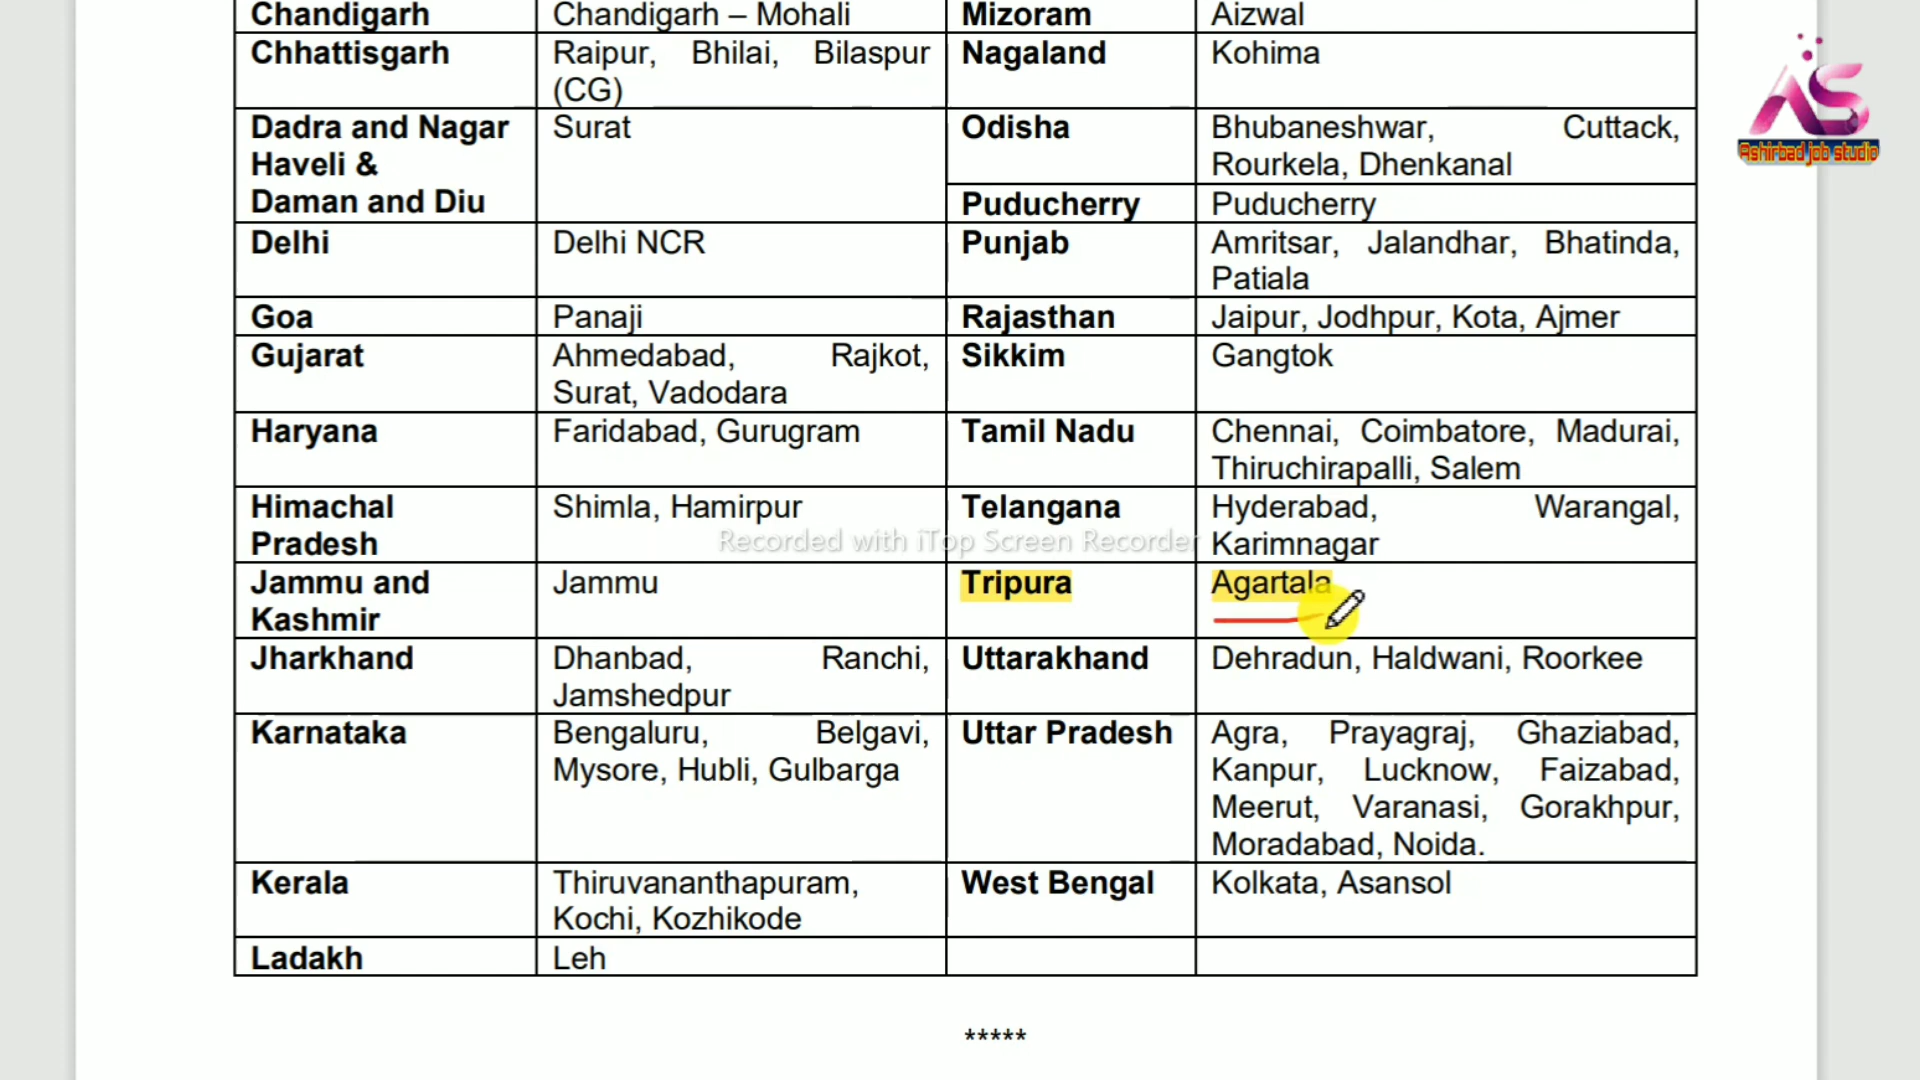 Chandigarh Chandigarh – Mohali Mizoram Aizwal
Chhattisgarh Raipur, Bhilai, Bilaspur Nagaland Kohima
(CG)
Dadra and Nagar Surat Odisha Bhubaneshwar, Cuttack,
Haveli & Rourkela, Dhenkanal
Daman and Diu Puducherry Puducherry
Delhi Delhi NCR Punjab Amritsar, Jalandhar, Bhatinda,
Patiala
Goa Panaji Rajasthan Jaipur, Jodhpur, Kota, Ajmer
Gujarat Ahmedabad, Rajkot, Sikkim Gangtok
Surat, Vadodara
Haryana Faridabad, Gurugram Tamil Nadu Chennai, Coimbatore, Madurai,
Thiruchirapalli, Salem
Himachal Shimla, Hamirpur Telangana Hyderabad, Warangal,
Pradesh Karimnagar
Recorded with iTop Screen Recorder
Jammu and Jammu Tripura Agartala
Kashmir
Jharkhand Dhanbad, Ranchi, Uttarakhand Dehradun, Haldwani, Roorkee
Jamshedpur
Karnataka Bengaluru, Belgavi, Uttar Pradesh Agra, Prayagraj, Ghaziabad,
Mysore, Hubli, Gulbarga Kanpur, Lucknow, Faizabad,
Meerut, Varanasi, Gorakhpur,
Moradabad, Noida.
Kerala Thiruvananthapuram, West Bengal Kolkata, Asansol
Kochi, Kozhikode
Ladakh Leh
*****
AS
Ashirbad job studio